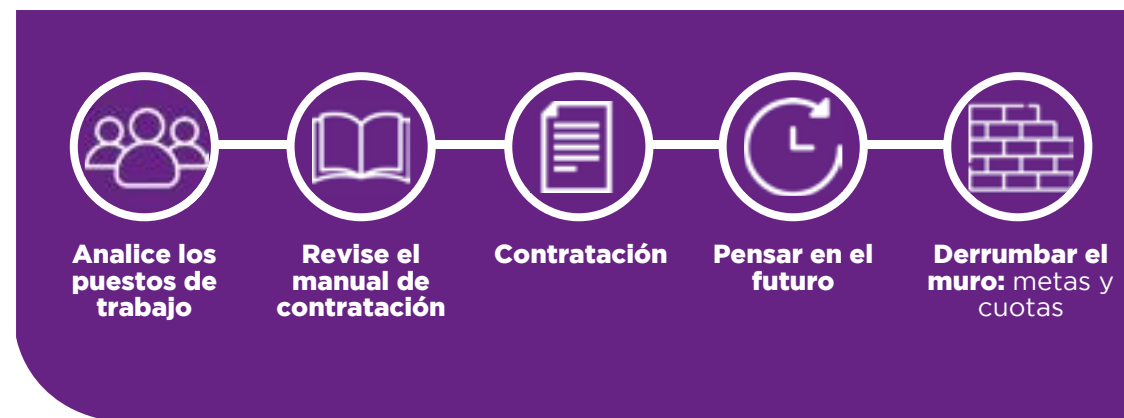 Analice los
puestos de
trabajo
Revise el
manual de
contratación
Contratación
Pensar en el
futuro
Derrumbar el
muro: metas y
cuotas